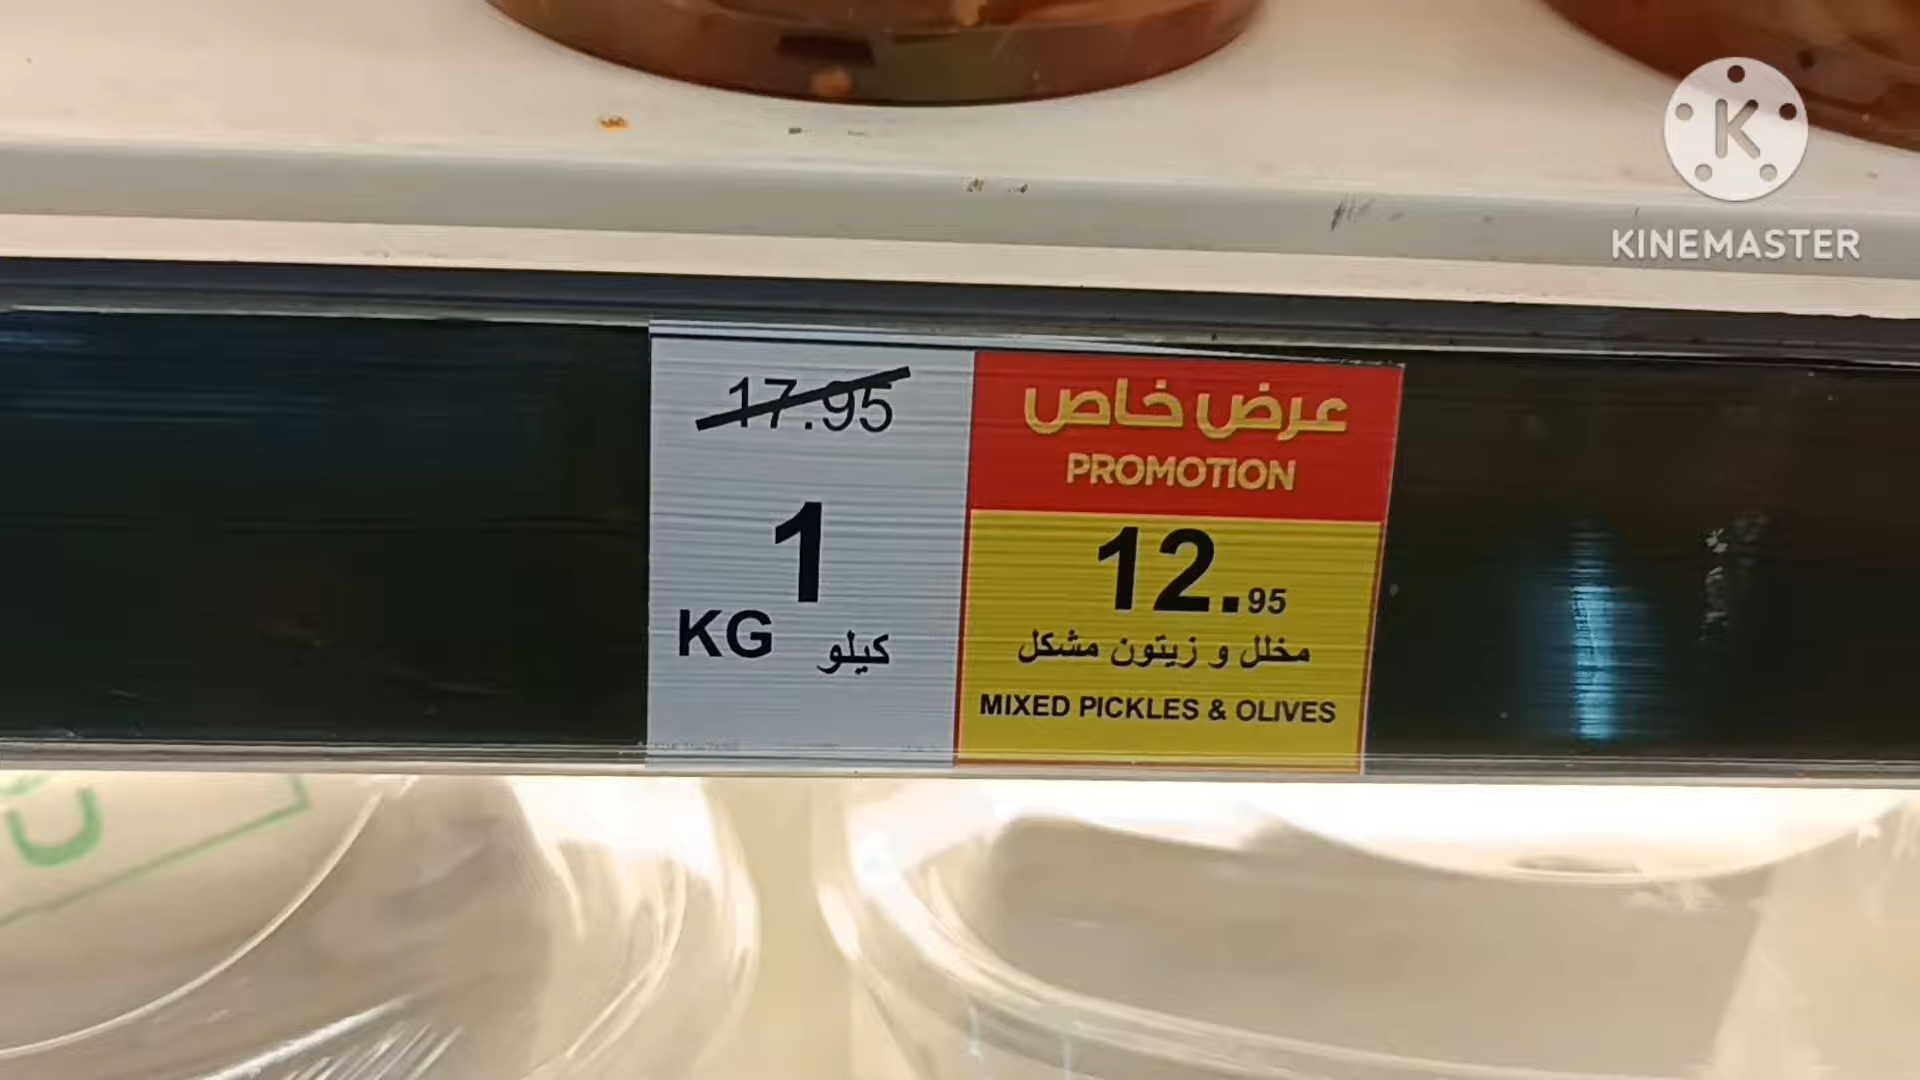 K
KINEMASTER
17.95
1
KG كيلو
عرض خاص
PROMOTION
12.95
مخلل و زيتون مشكل
MIXED PICKLES & OLIVES